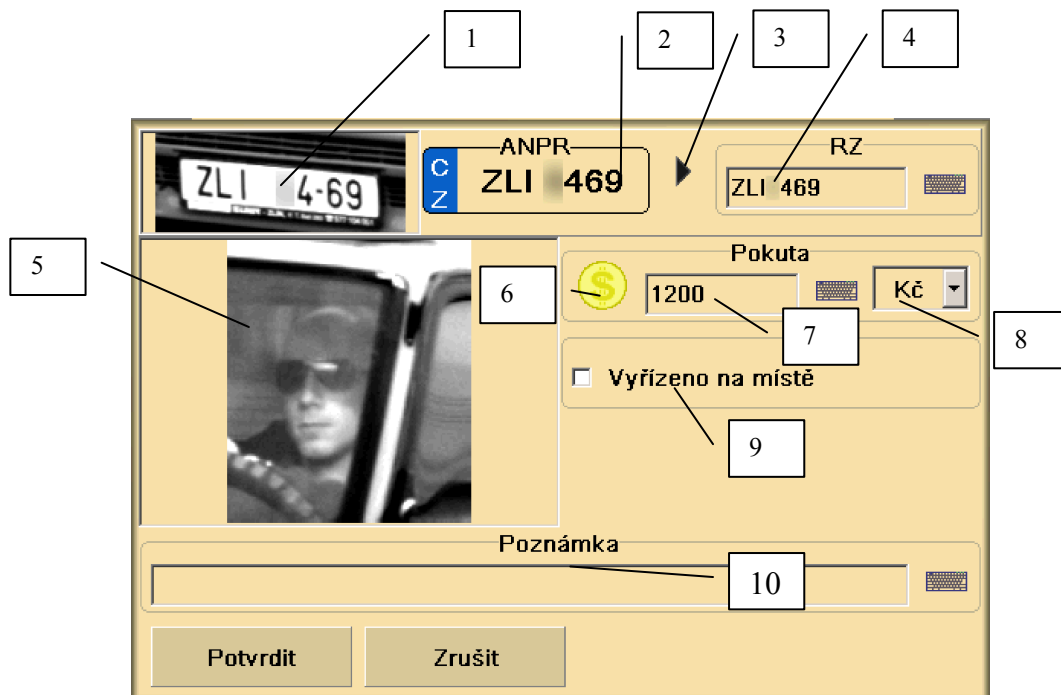 1
2
3
4
ANPR
RZ
ZLI 4-69
C
Z
ZLI 469
ZLI 469
5
Pokuta
6
$
1200
Kč
7
8
Vyřízeno na místě
9
Poznámka
10
Potvrdit
Zrušit